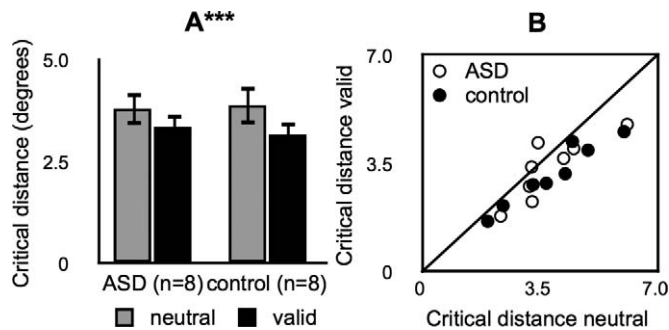 A***
Critical distance (degrees)
5.0
2.5
0
ASD (n=8) control (n=8)
neutral valid
B
Critical distance valid
7.0
3.5
0
ASD
control
0 3.5 7.0
Critical distance neutral